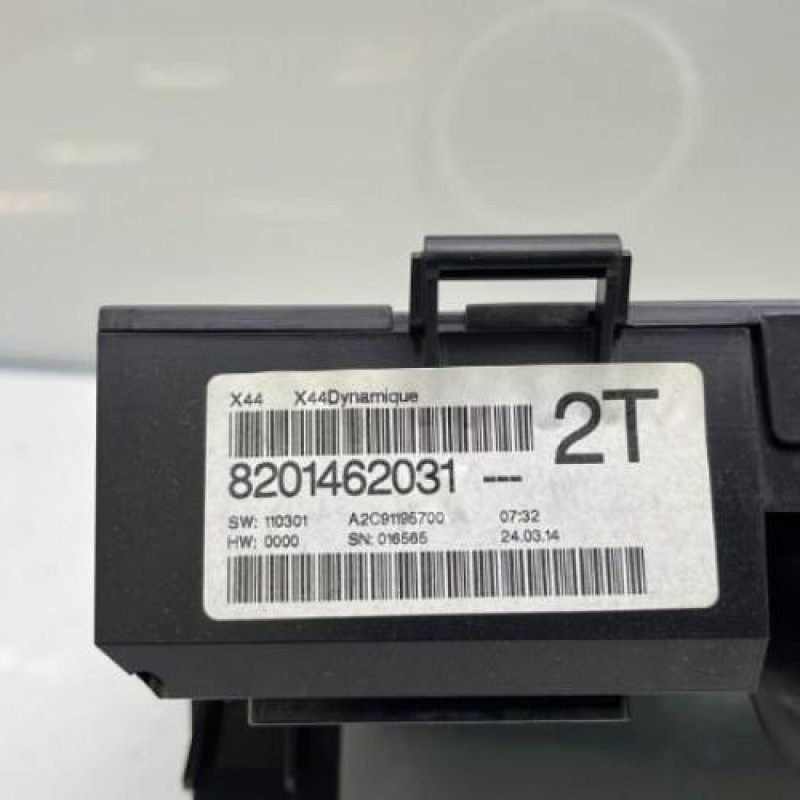 X44 X44Dynamique
2T
8201462031 ---
SW: 110301 A2C91195700 07:32
HW: 0000 SN: 016565 24.03.14